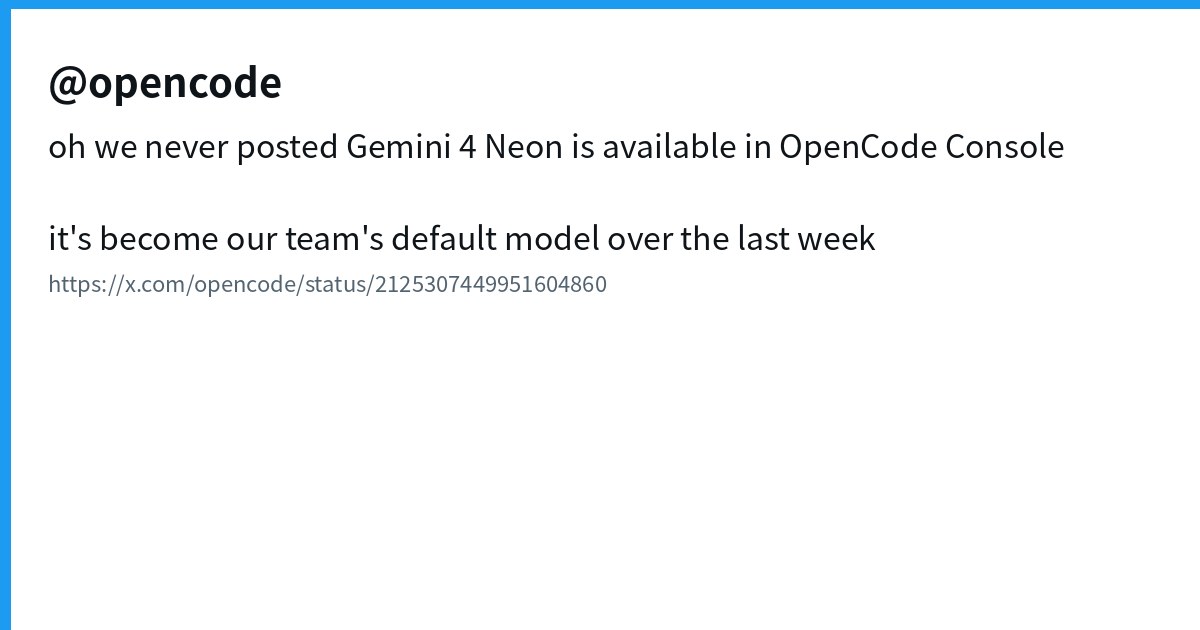 @opencode
oh we never posted Gemini 4 Neon is available in OpenCode Console
it's become our team's default model over the last week
https://x.com/opencode/status/2125307449951604860